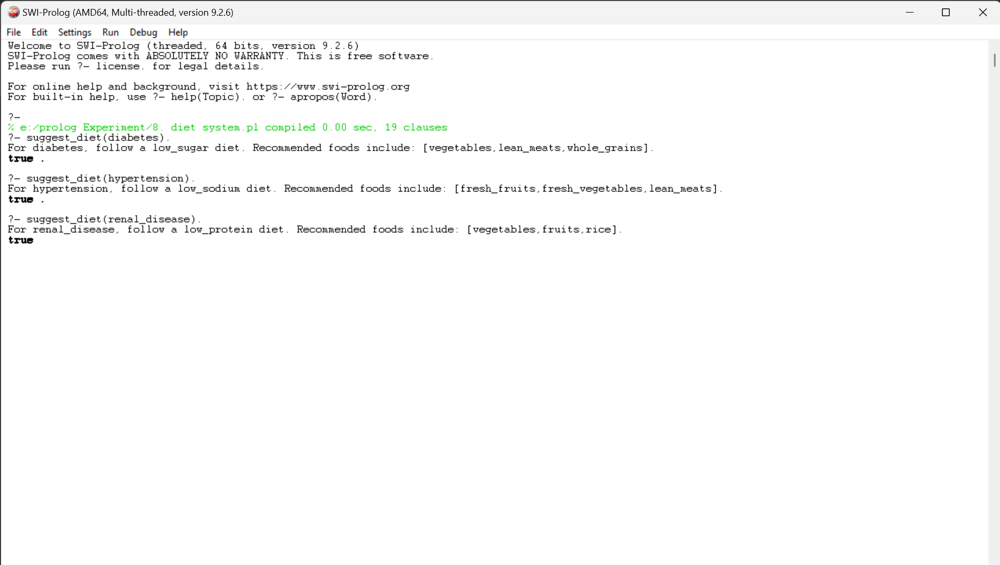 SWI-Prolog (AMD64, Multi-threaded, version 9.2.6)
File Edit Settings Run Debug Help
Welcome to SWI-Prolog (threaded, 64 bits, version 9.2.6)
SWI-Prolog comes with ABSOLUTELY NO WARRANTY. This is free software.
Please run ?- license. for legal details.
For online help and background, visit https://www.swi-prolog.org
For built-in help, use ?- help(Topic). or ?- apropos(Word).
?-
% e:/prolog Experiment/8. diet system.pl compiled 0.00 sec, 19 clauses
?- suggest_diet(diabetes).
For diabetes, follow a low_sugar diet. Recommended foods include: [vegetables,lean_meats,whole_grains].
true .
?- suggest_diet(hypertension).
For hypertension, follow a low_sodium diet. Recommended foods include: [fresh_fruits,fresh_vegetables,lean_meats].
true .
?- suggest_diet(renal_disease).
For renal_disease, follow a low_protein diet. Recommended foods include: [vegetables,fruits,rice].
true